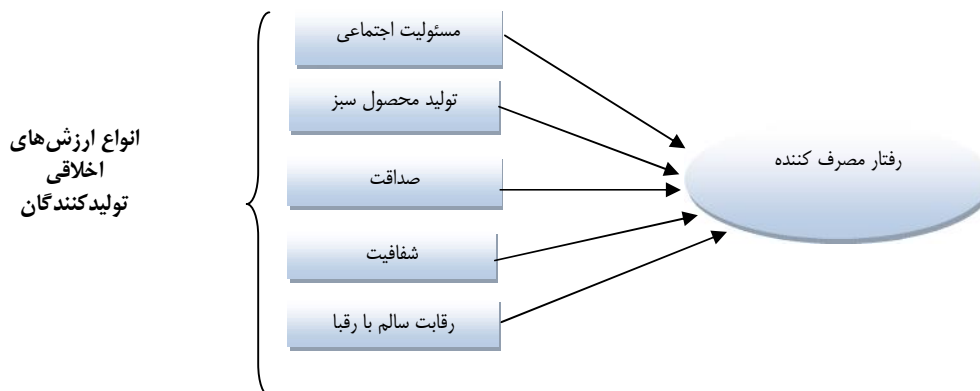 مسئولیت اجتماعی
تولید محصول سبز
صداقت
شفافیت
رقابت سالم با رقبا
انواع ارزش‌های
اخلاقی
تولیدکنندگان
رفتار مصرف کننده